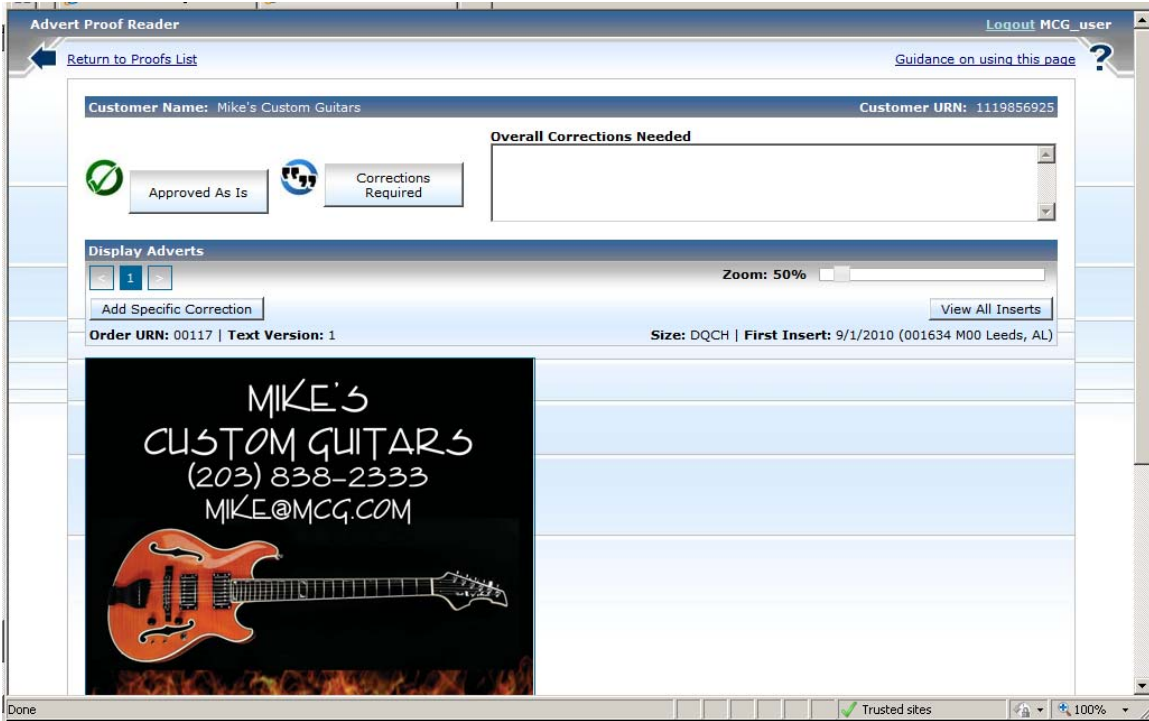 Advert Proof Reader
Logout MCG_user
Return to Proofs List
Guidance on using this page
?
Customer Name: Mike's Custom Guitars
Customer URN: 1119856925
Overall Corrections Needed
Approved As Is
Corrections
Required
Display Adverts
< 1 >
Zoom: 50%
Add Specific Correction
View All Inserts
Order URN: 00117 | Text Version: 1
Size: DQCH | First Insert: 9/1/2010 (001634 M00 Leeds, AL)
MIKE'S
CUSTOM GUITARS
(203) 838-2333
MIKE@MCG.COM
Done
Trusted sites
100%